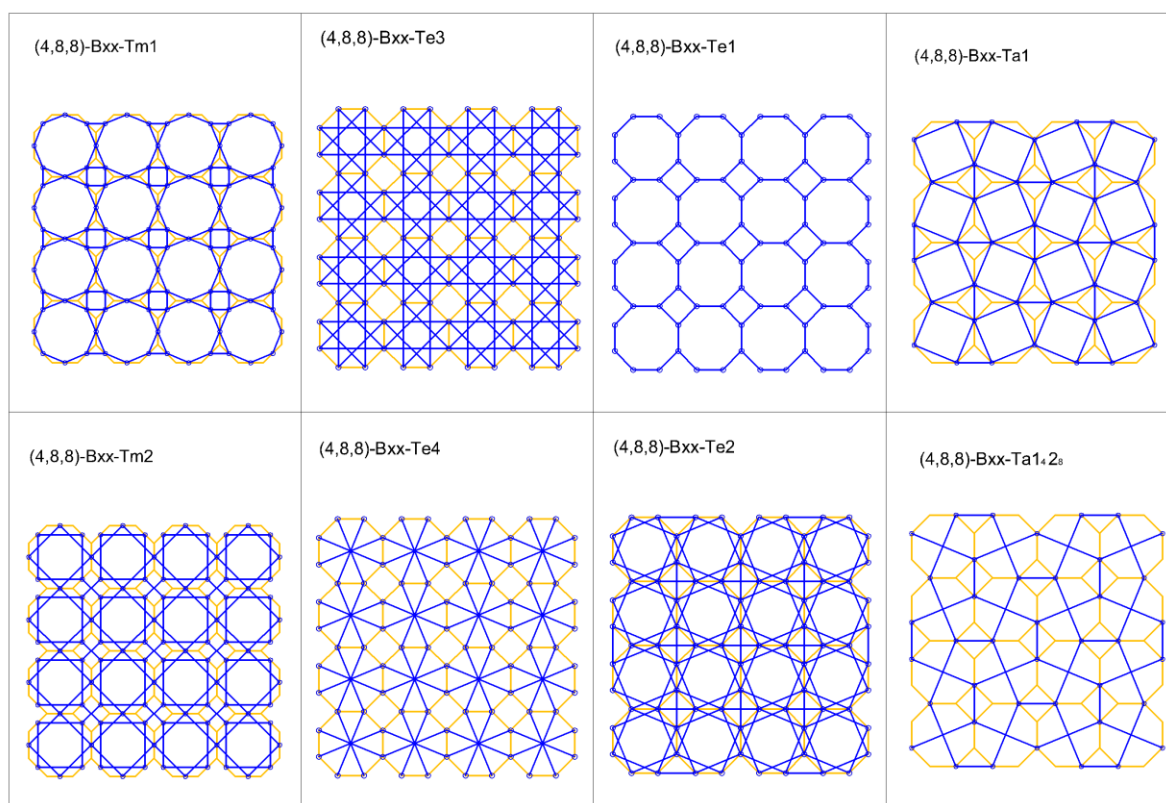 (4,8,8)-Bxx-Tm1
(4,8,8)-Bxx-Te3
(4,8,8)-Bxx-Te1
(4,8,8)-Bxx-Ta1
(4,8,8)-Bxx-Tm2
(4,8,8)-Bxx-Te4
(4,8,8)-Bxx-Te2
(4,8,8)-Bxx-Ta1₄2₈